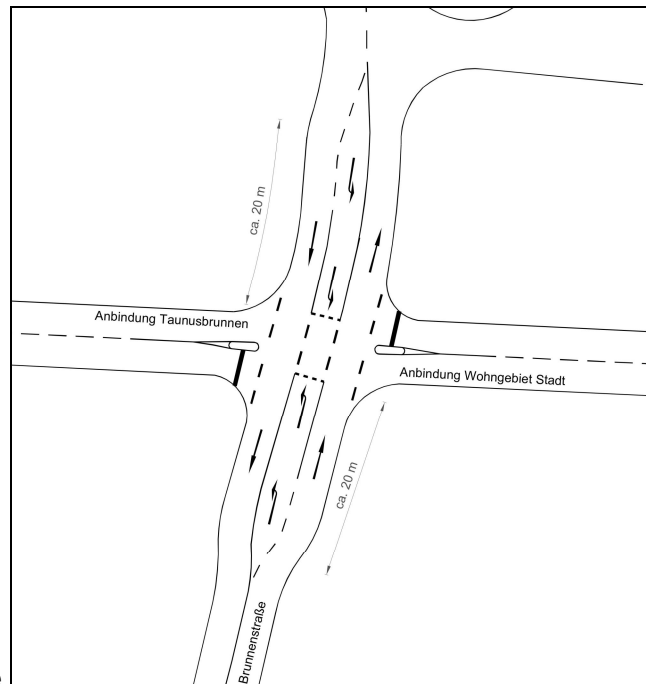 ca. 20 m
Anbindung Taunusbrunnen
Anbindung Wohngebiet Stadt
ca. 20 m
Brunnenstraße